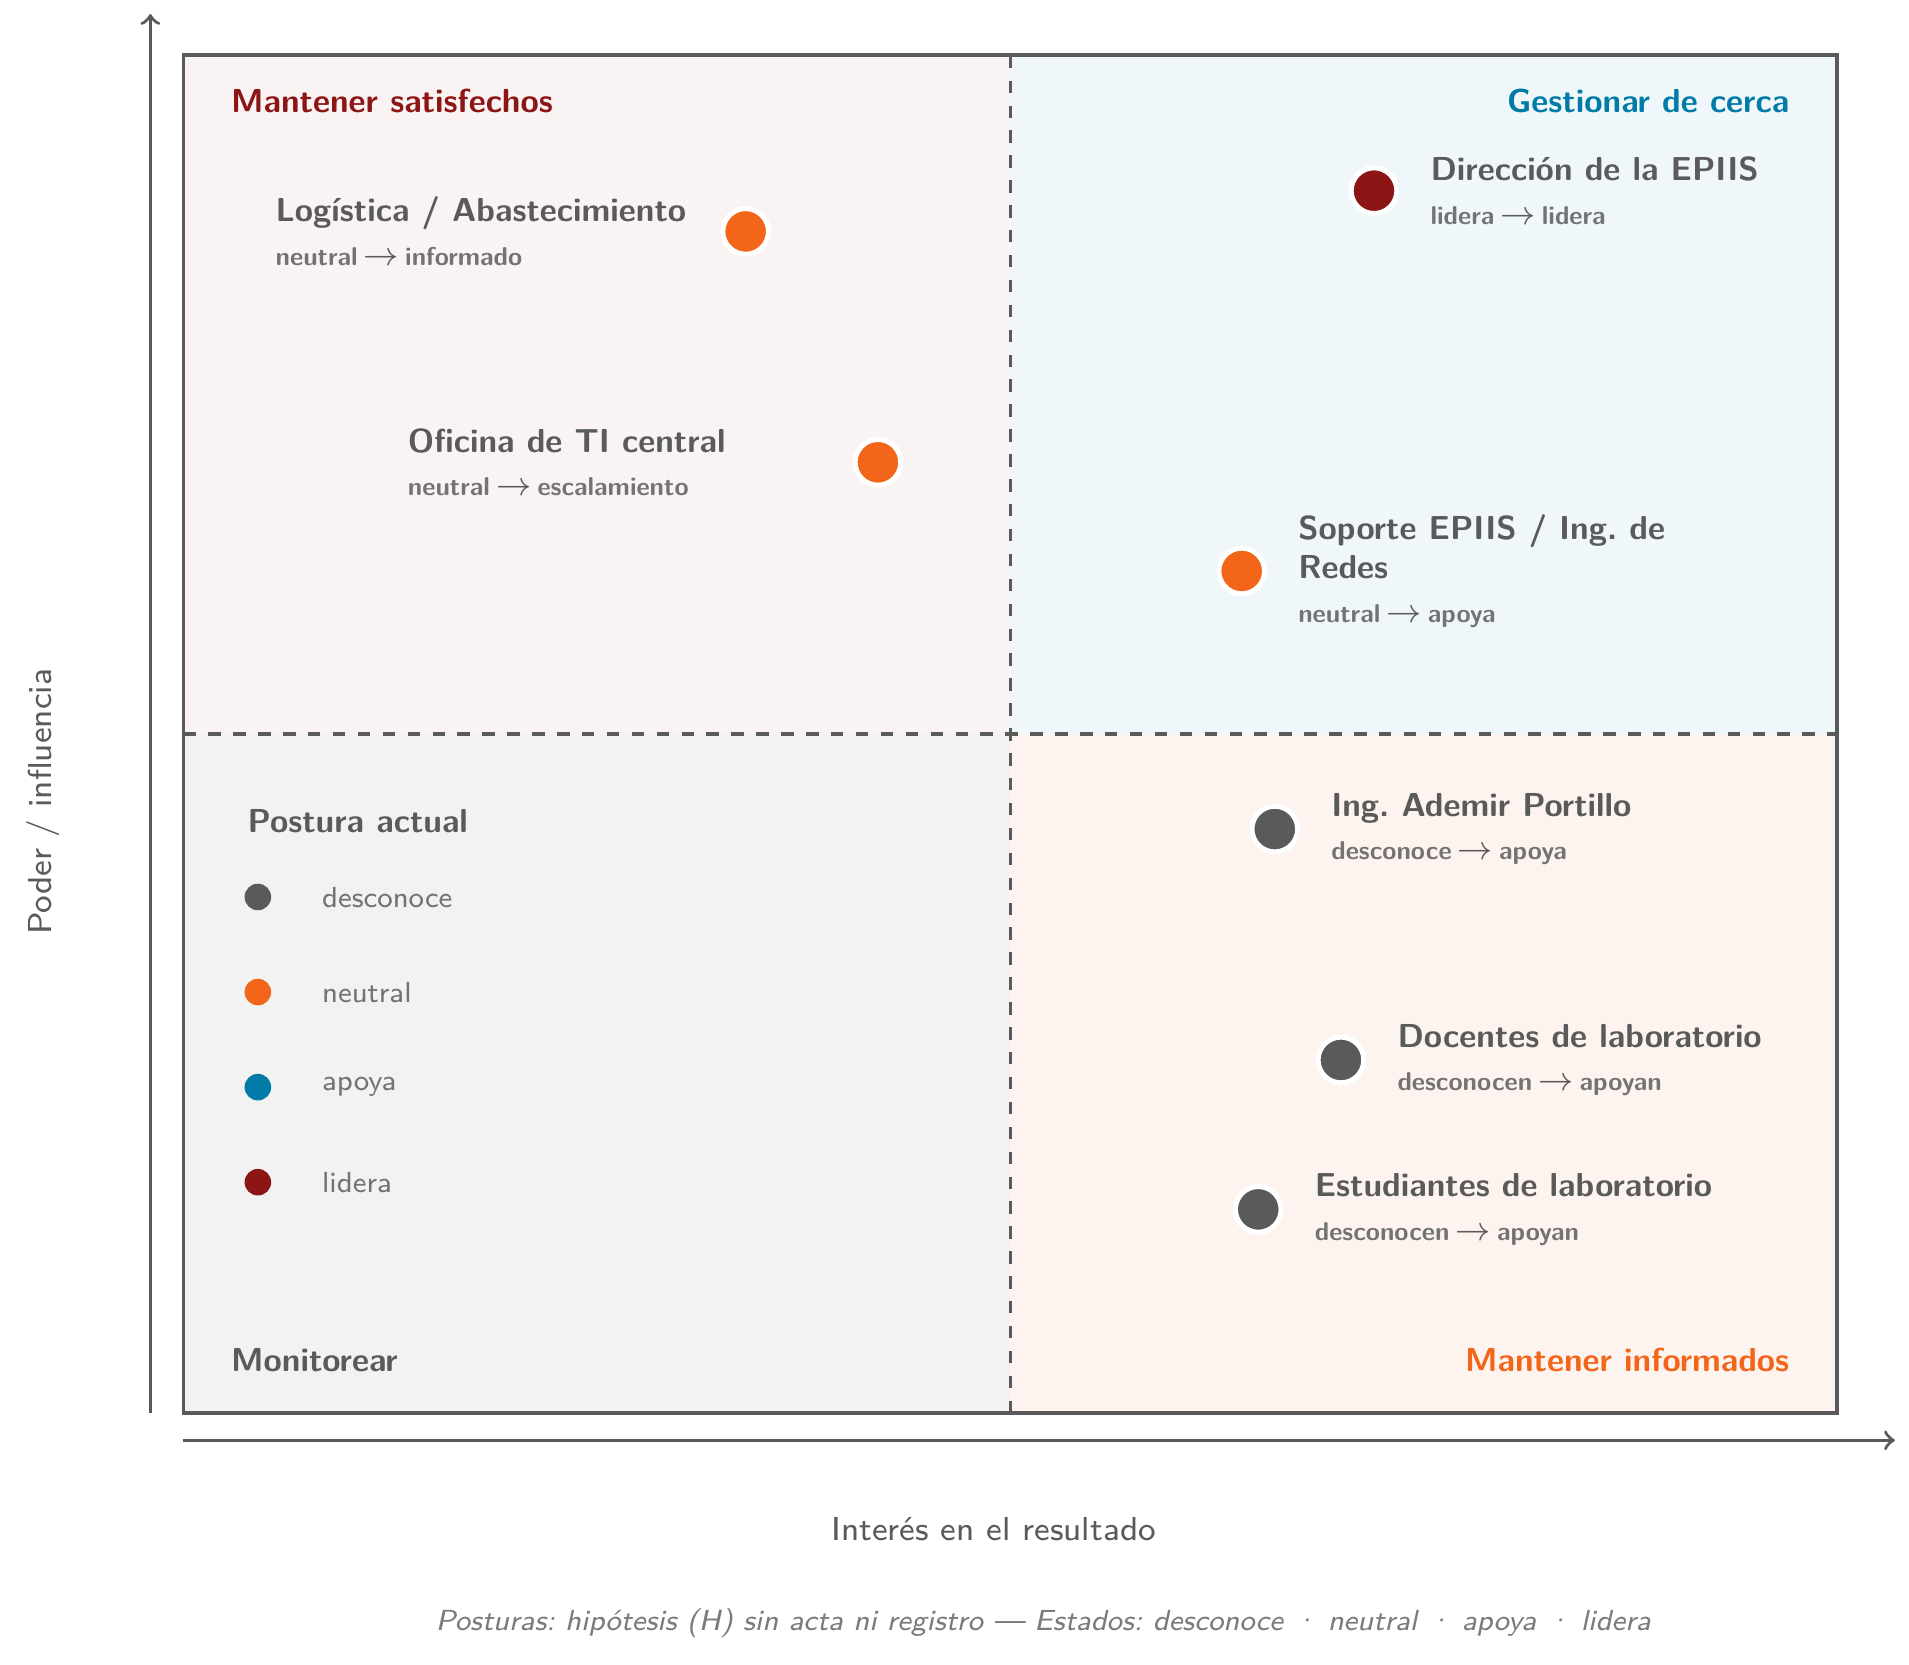 Mantener satisfechos
Gestionar de cerca
Dirección de la EPIIS
lidera → lidera
Logística / Abastecimiento
neutral → informado
Oficina de TI central
neutral → escalamiento
Soporte EPIIS / Ing. de
Redes
neutral → apoya
Poder / influencia
Postura actual
desconoce
neutral
apoya
lidera
Ing. Ademir Portillo
desconoce → apoya
Docentes de laboratorio
desconocen → apoyan
Estudiantes de laboratorio
desconocen → apoyan
Monitorear
Mantener informados
Interés en el resultado
Posturas: hipótesis (H) sin acta ni registro — Estados: desconoce · neutral · apoya · lidera